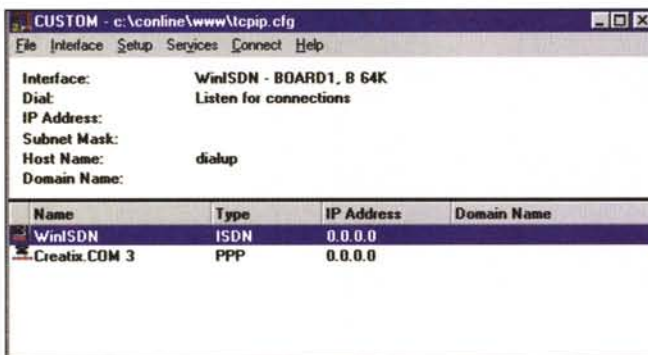 CUSTOM - c:\conline\www\tcpip.cfg
File Interface Setup Services Connect Help
Interface: WinISDN - BOARD1, B 64K
Dial: Listen for connections
IP Address:
Subnet Mask:
Host Name: dialup
Domain Name:
Name Type IP Address Domain Name
WinISDN ISDN 0.0.0.0
Creatix.COM 3 PPP 0.0.0.0